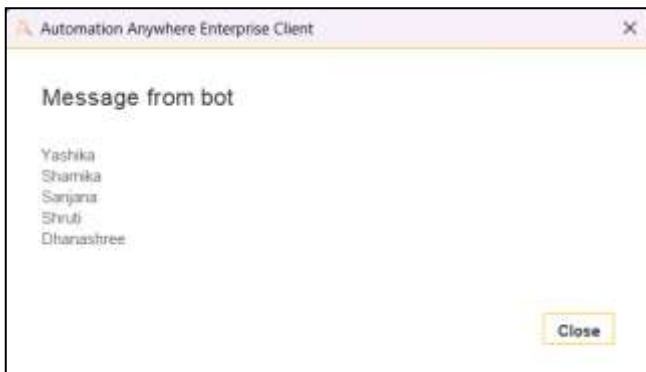 Automation Anywhere Enterprise Client
Message from bot
Yashika
Shamika
Sanjana
Shruti
Dhanashree
Close